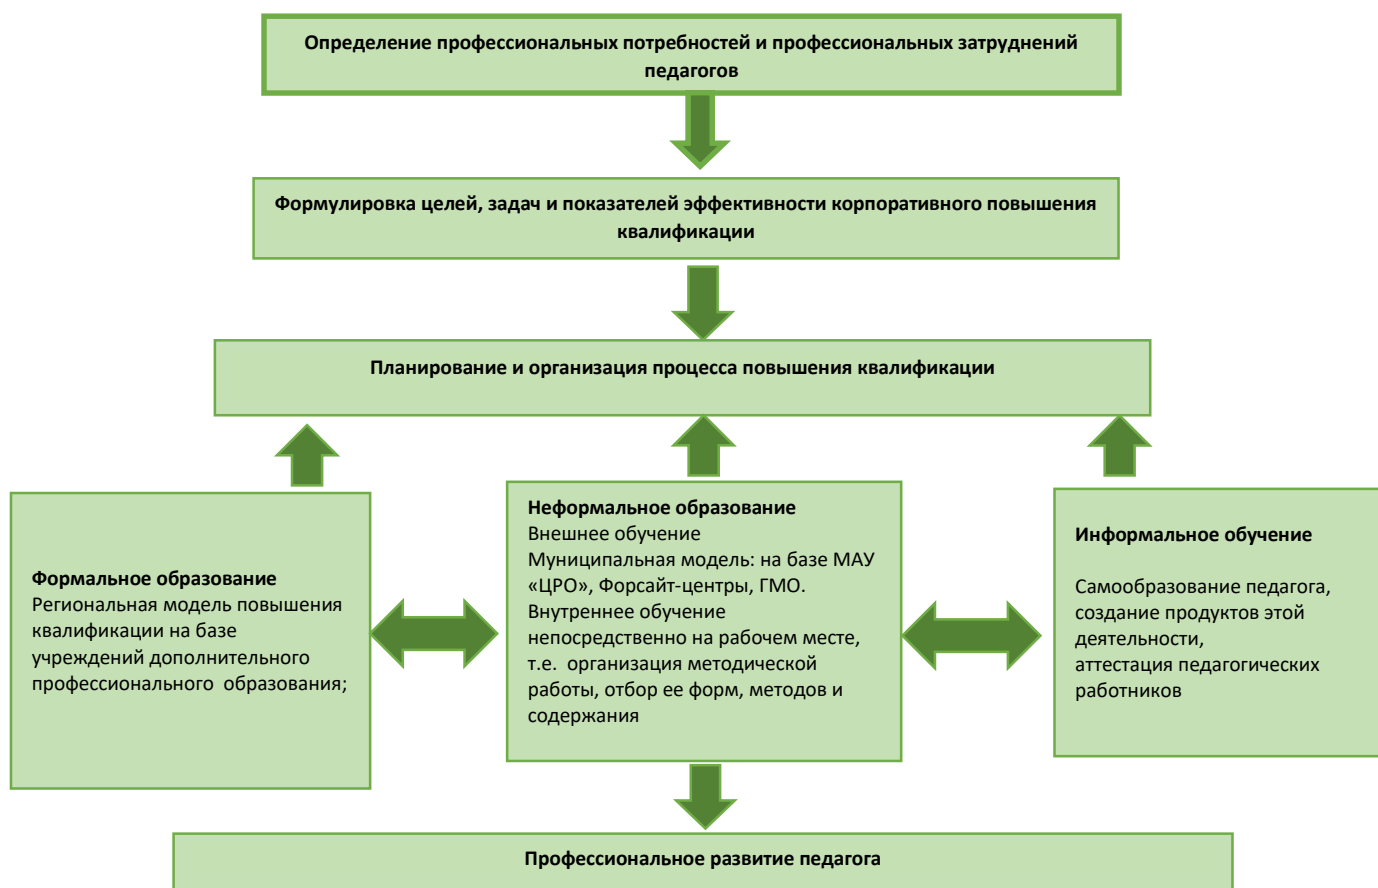 Определение профессиональных потребностей и профессиональных затруднений
педагогов
Формулировка целей, задач и показателей эффективности корпоративного повышения
квалификации
Планирование и организация процесса повышения квалификации
Формальное образование
Региональная модель повышения
квалификации на базе
учреждений дополнительного
профессионального образования;
Неформальное образование
Внешнее обучение
Муниципальная модель: на базе МАУ
«ЦРО», Форсайт-центры, ГМО.
Внутреннее обучение
непосредственно на рабочем месте,
т.е. организация методической
работы, отбор ее форм, методов и
содержания
Информальное обучение
Самообразование педагога,
создание продуктов этой
деятельности,
аттестация педагогических
работников
Профессиональное развитие педагога